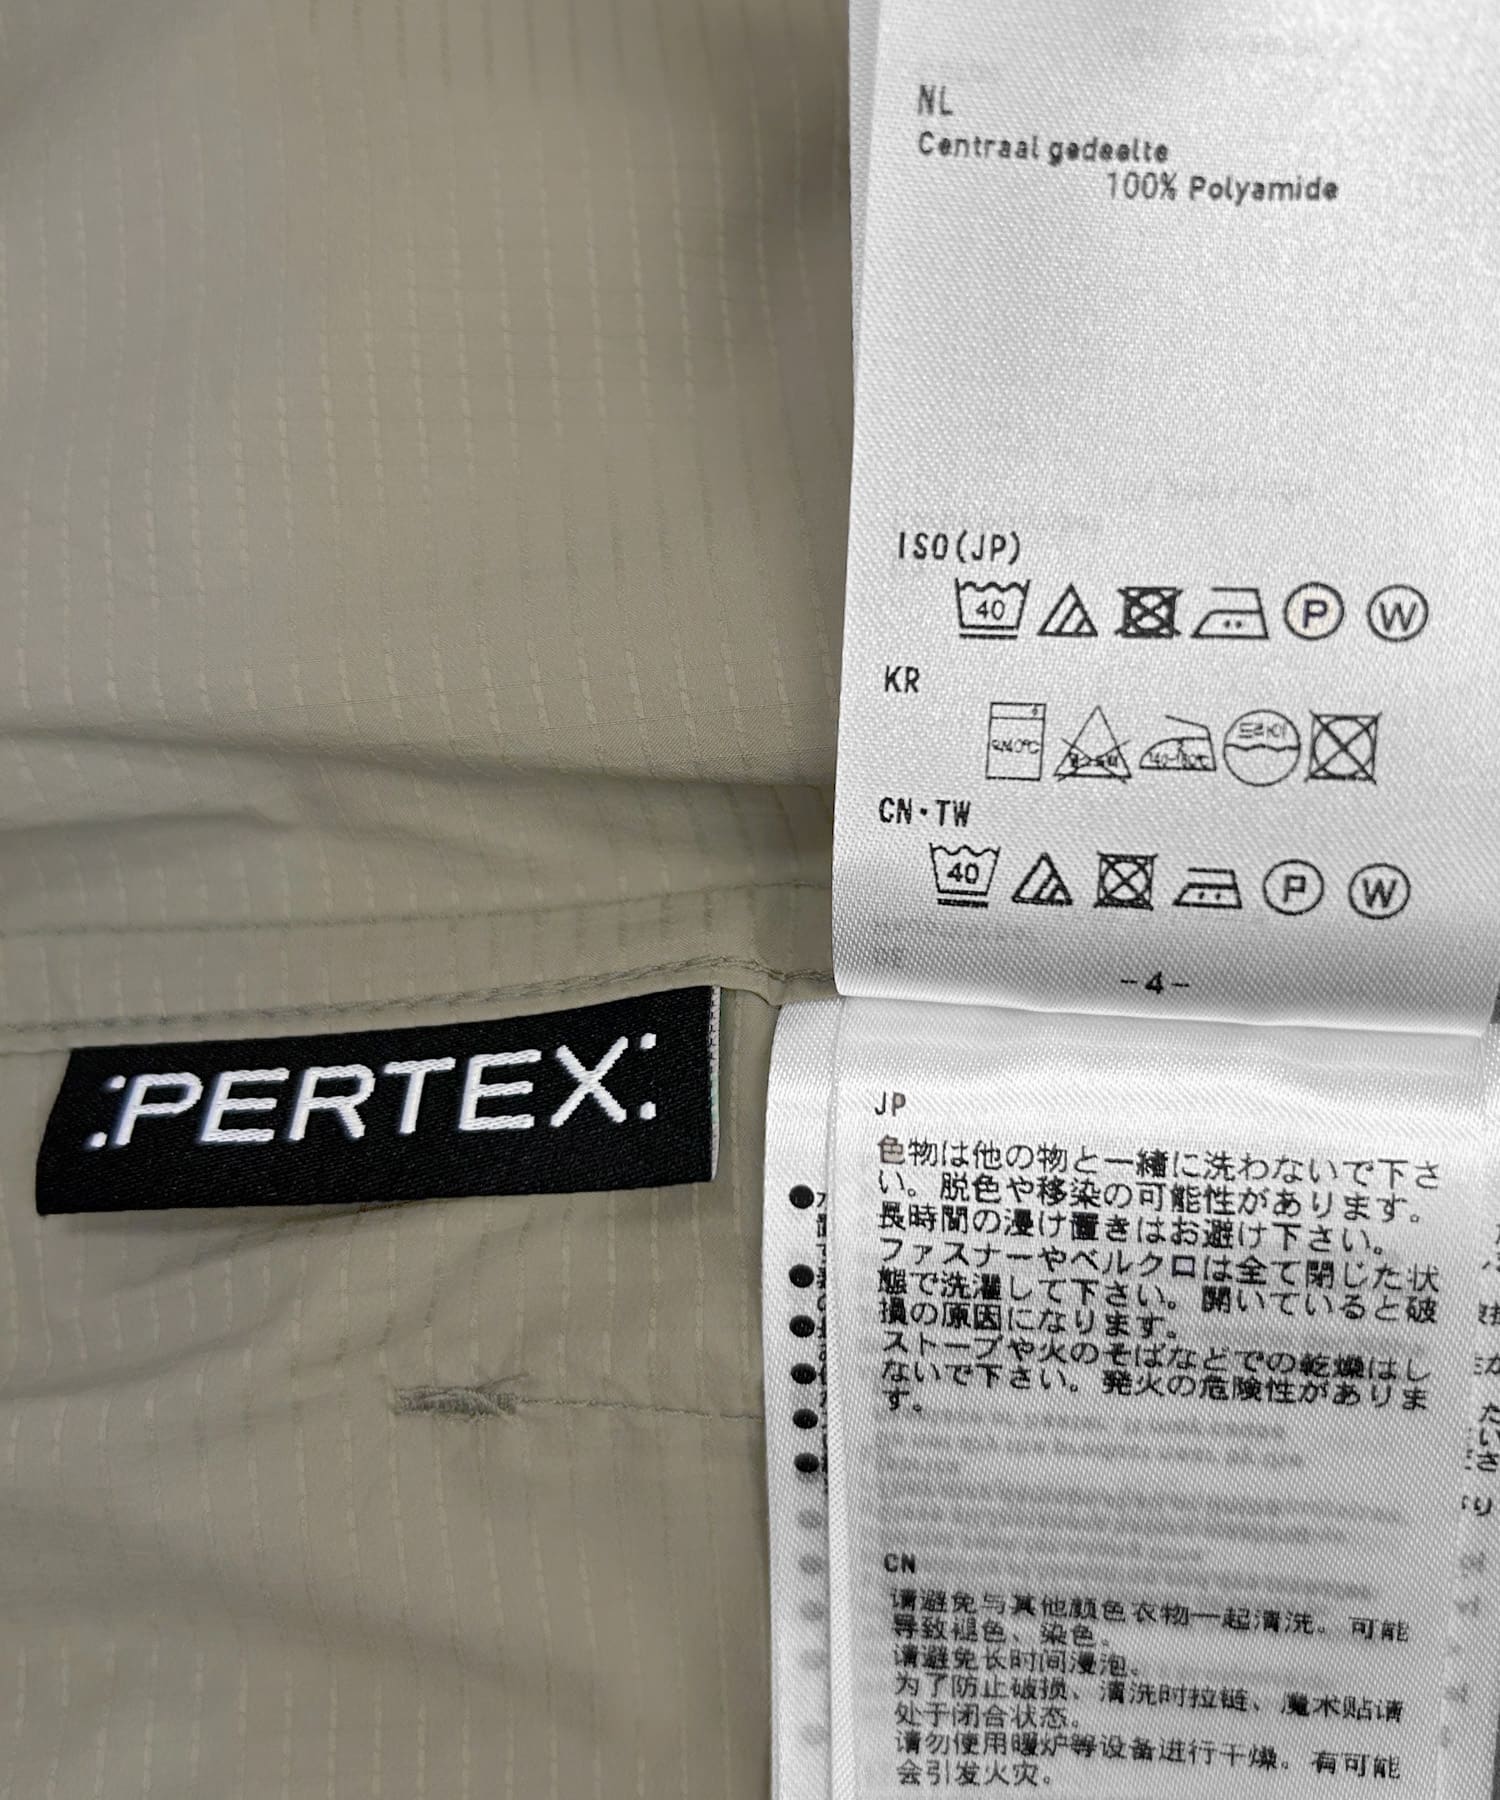 NL
Centraal gedeelte
100% Polyamide
ISO(JP)
40
P
W
KR
드라이
CN・TW
40
P
W
-4-
:PERTEX:
JP
色物は他の物と一緒に洗わないで下さ
い。脱色や移染の可能性があります。
長時間の浸け置きはお避け下さい。
ファスナーやベルクロは全て閉じた状
態で洗濯して下さい。開いていると破
損の原因になります。
ストーブや火のそばなどでの乾燥はし
ないで下さい。発火の危険性がありま
す。
CN
请避免与其他颜色衣物一起清洗。可能
导致褪色、染色。
请避免长时间浸泡。
为了防止破损、清洗时拉链、魔术贴请
处于闭合状态。
请勿使用暖炉等设备进行干燥。有可能
会引发火灾。